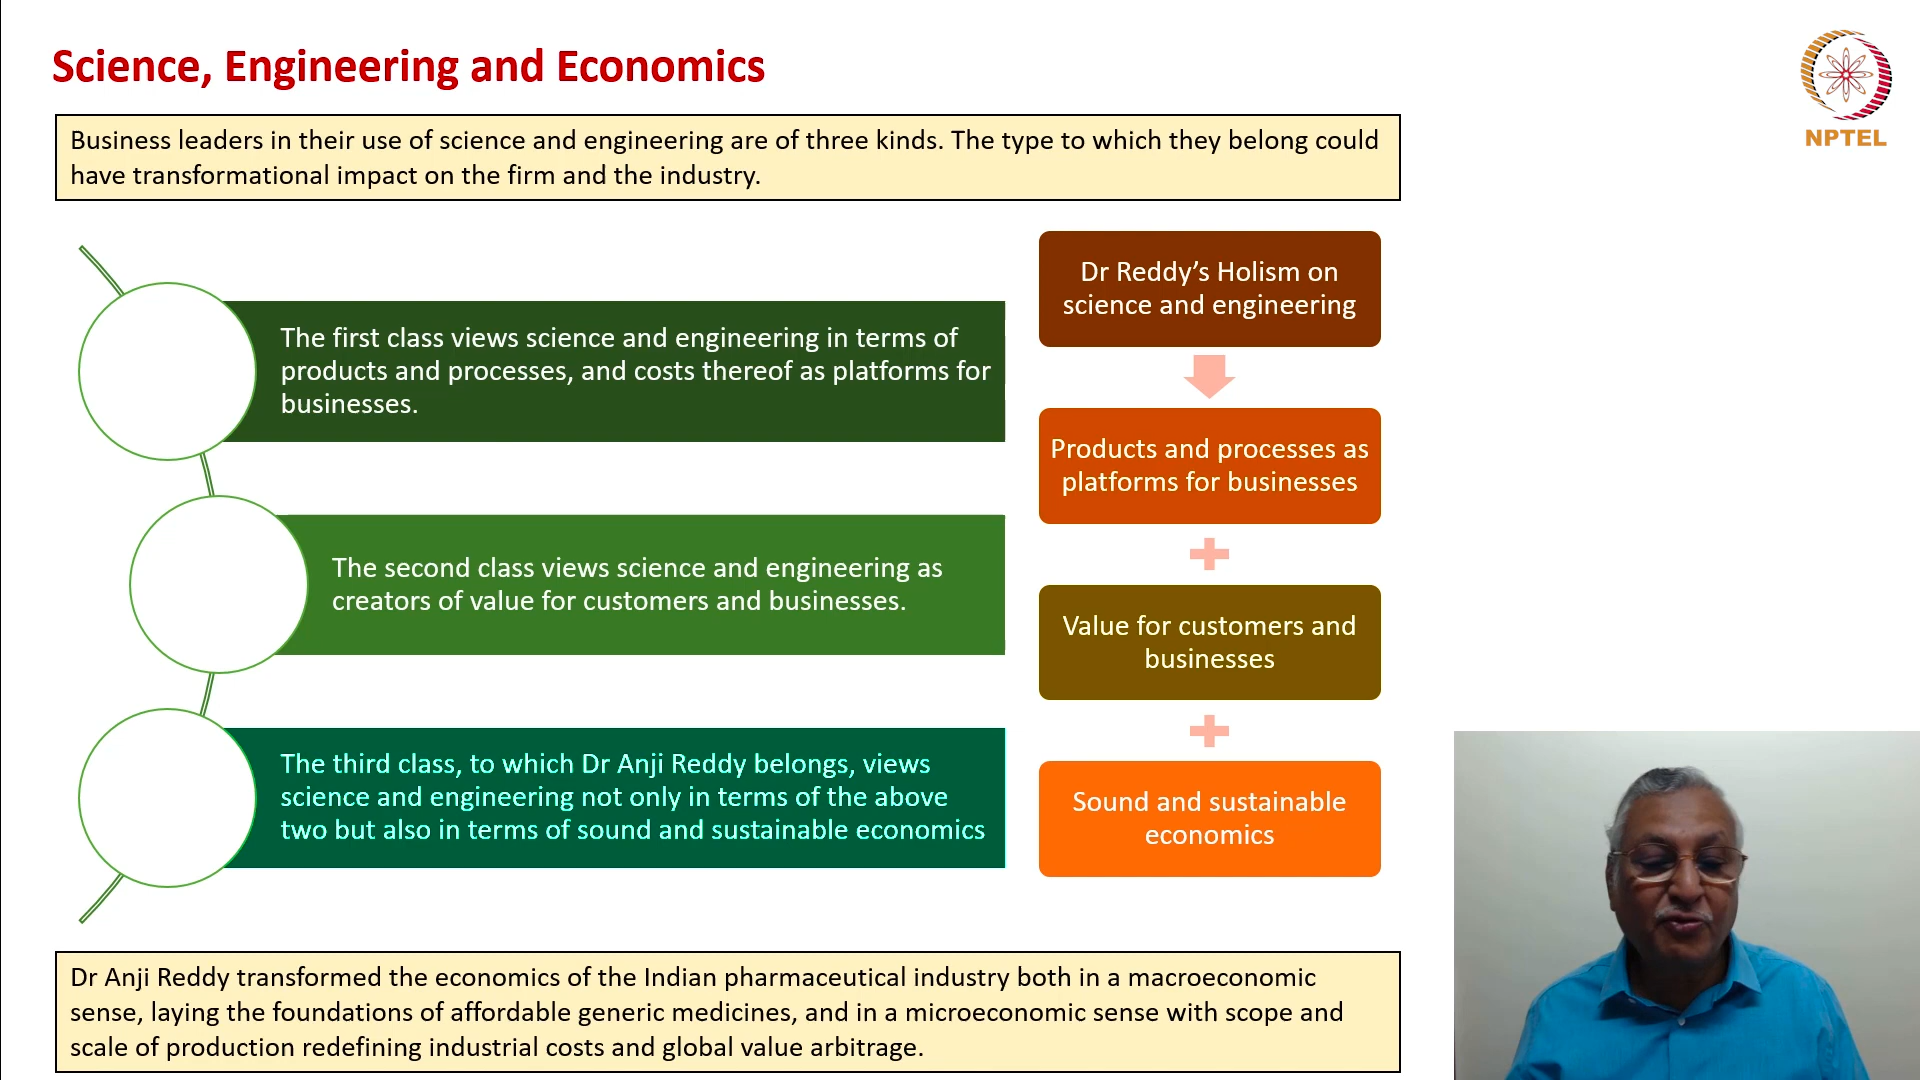 Science, Engineering and Economics
NPTEL
Business leaders in their use of science and engineering are of three kinds. The type to which they belong could
have transformational impact on the firm and the industry.
The first class views science and engineering in terms of
products and processes, and costs thereof as platforms for
businesses.
The second class views science and engineering as
creators of value for customers and businesses.
The third class, to which Dr Anji Reddy belongs, views
science and engineering not only in terms of the above
two but also in terms of sound and sustainable economics
Dr Reddy’s Holism on
science and engineering
Products and processes as
platforms for businesses
Value for customers and
businesses
Sound and sustainable
economics
Dr Anji Reddy transformed the economics of the Indian pharmaceutical industry both in a macroeconomic
sense, laying the foundations of affordable generic medicines, and in a microeconomic sense with scope and
scale of production redefining industrial costs and global value arbitrage.